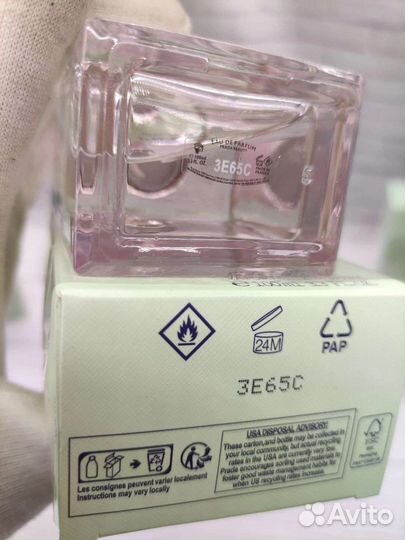 EAU DE PARFUM
3E65C
24M
PAP
3E65C
USA DISPOSAL ADVISORY:
These carton,and bottle may be collected in
your local community, but actual recycling
rates in the USA are currently very low.
Prade encourages sorting used materials to
foster good waste management habits for
when US recycling rates increase.
Les consignes peuvent varier localement
Instructions may vary locally
FSC
Avito